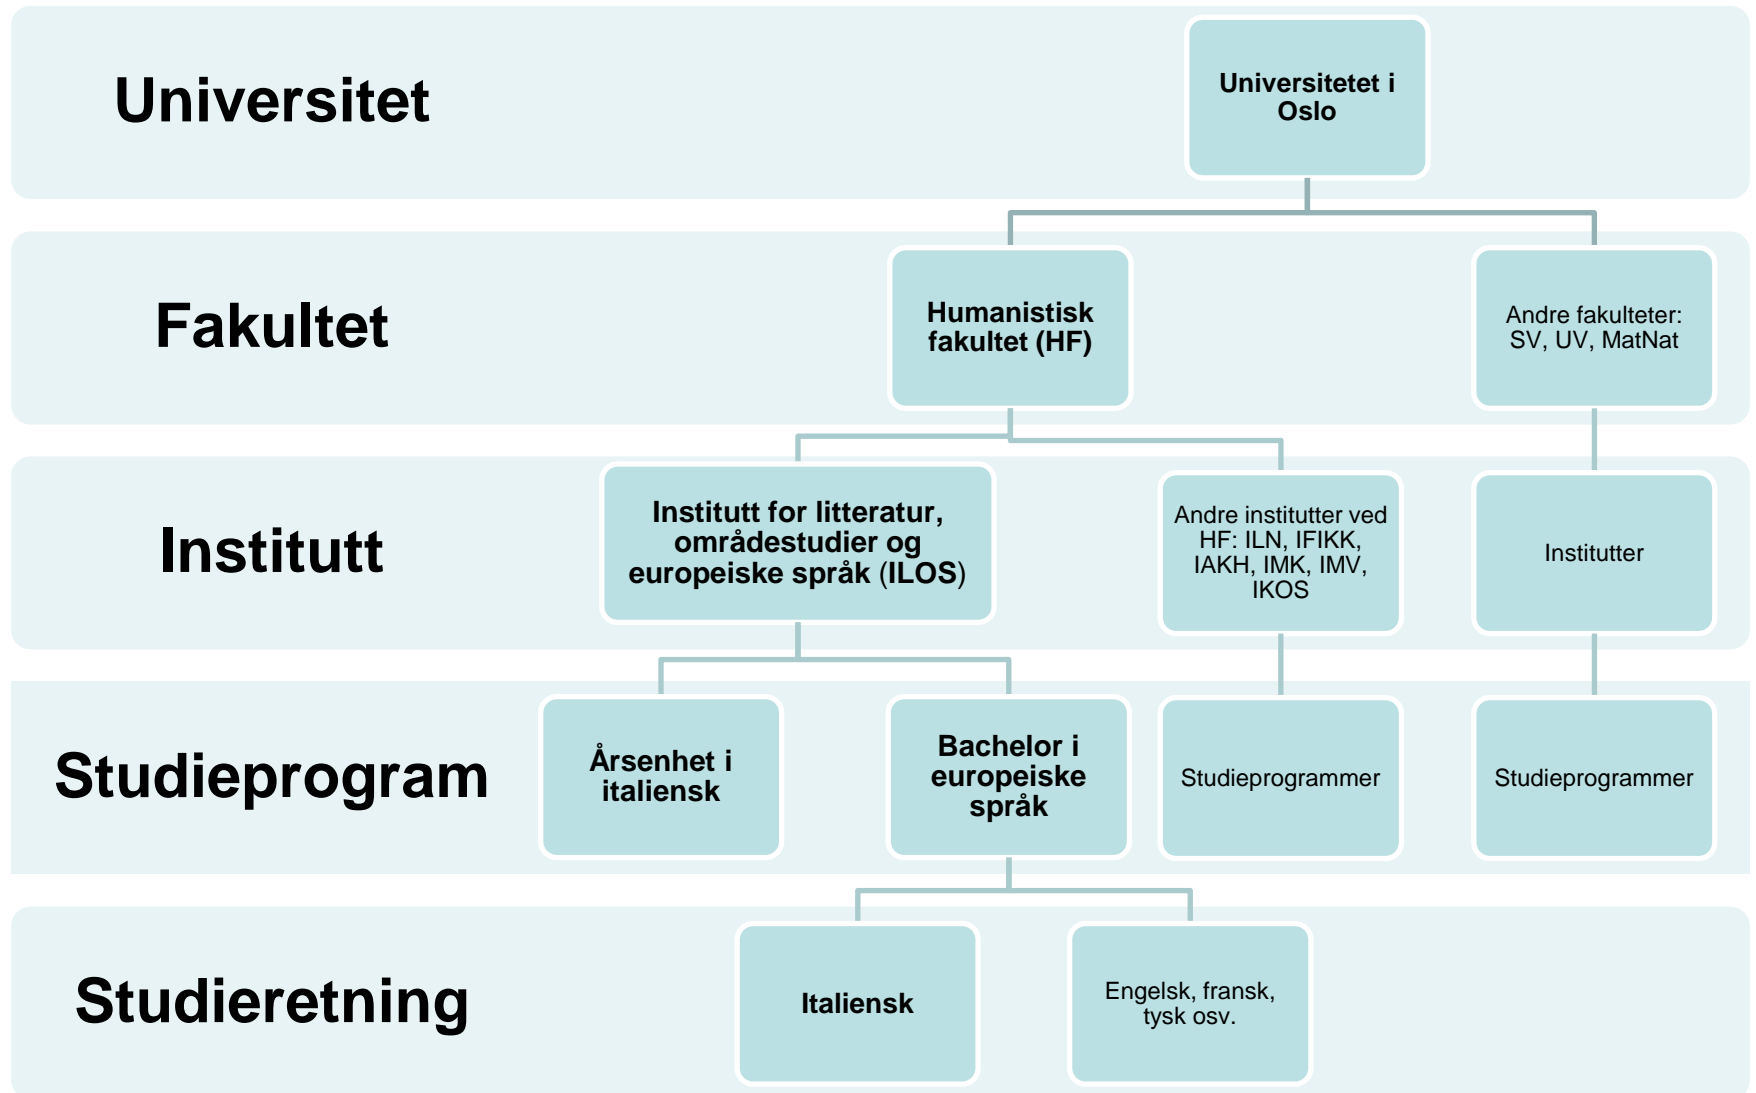 Universitet
Universitetet i
Oslo
Fakultet
Humanistisk
fakultet (HF)
Andre fakulteter:
SV, UV, MatNat
Institutt
Institutt for litteratur,
områdestudier og
europeiske språk (ILOS)
Andre institutter ved
HF: ILN, IFIKK,
IAKH, IMK, IMV,
IKOS
Institutter
Studieprogram
Årsenhet i
italiensk
Bachelor i
europeiske
språk
Studieprogrammer
Studieprogrammer
Studieretning
Italiensk
Engelsk, fransk,
tysk osv.